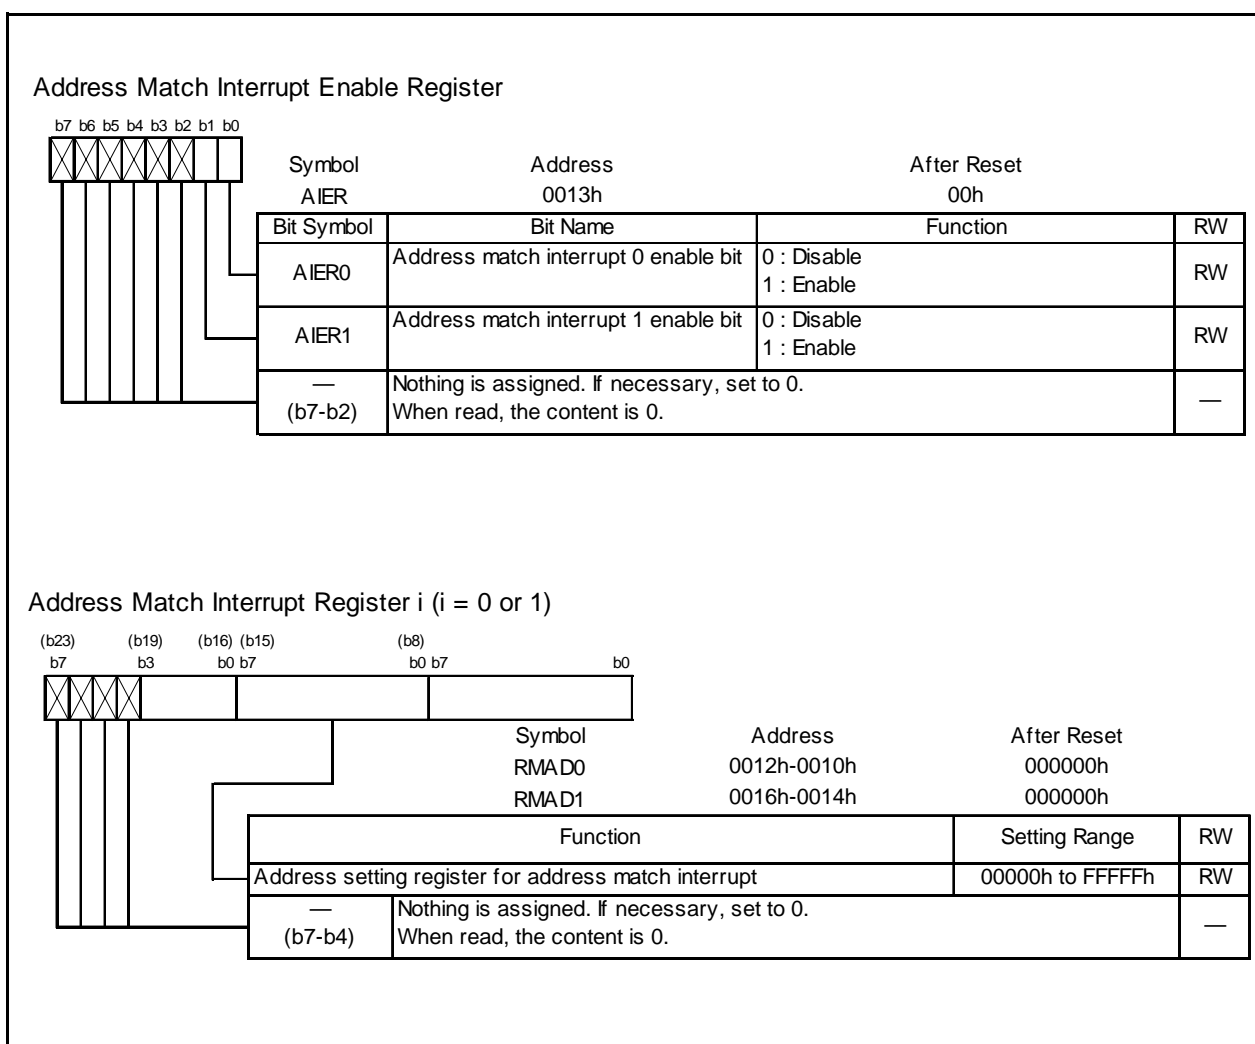 Address Match Interrupt Enable Register
b7 b6 b5 b4 b3 b2 b1 b0
Symbol Address After Reset
AIER 0013h 00h
Bit Symbol Bit Name Function RW
AIER0 Address match interrupt 0 enable bit 0 : Disable RW
1 : Enable
AIER1 Address match interrupt 1 enable bit 0 : Disable RW
1 : Enable
— Nothing is assigned. If necessary, set to 0. —
(b7-b2) When read, the content is 0.
Address Match Interrupt Register i (i = 0 or 1)
(b23) (b19) (b16) (b15) (b8)
b7 b3 b0 b7 b0 b7 b0
Symbol Address After Reset
RMAD0 0012h-0010h 000000h
RMAD1 0016h-0014h 000000h
Function Setting Range RW
Address setting register for address match interrupt 00000h to FFFFFh RW
— Nothing is assigned. If necessary, set to 0. —
(b7-b4) When read, the content is 0.